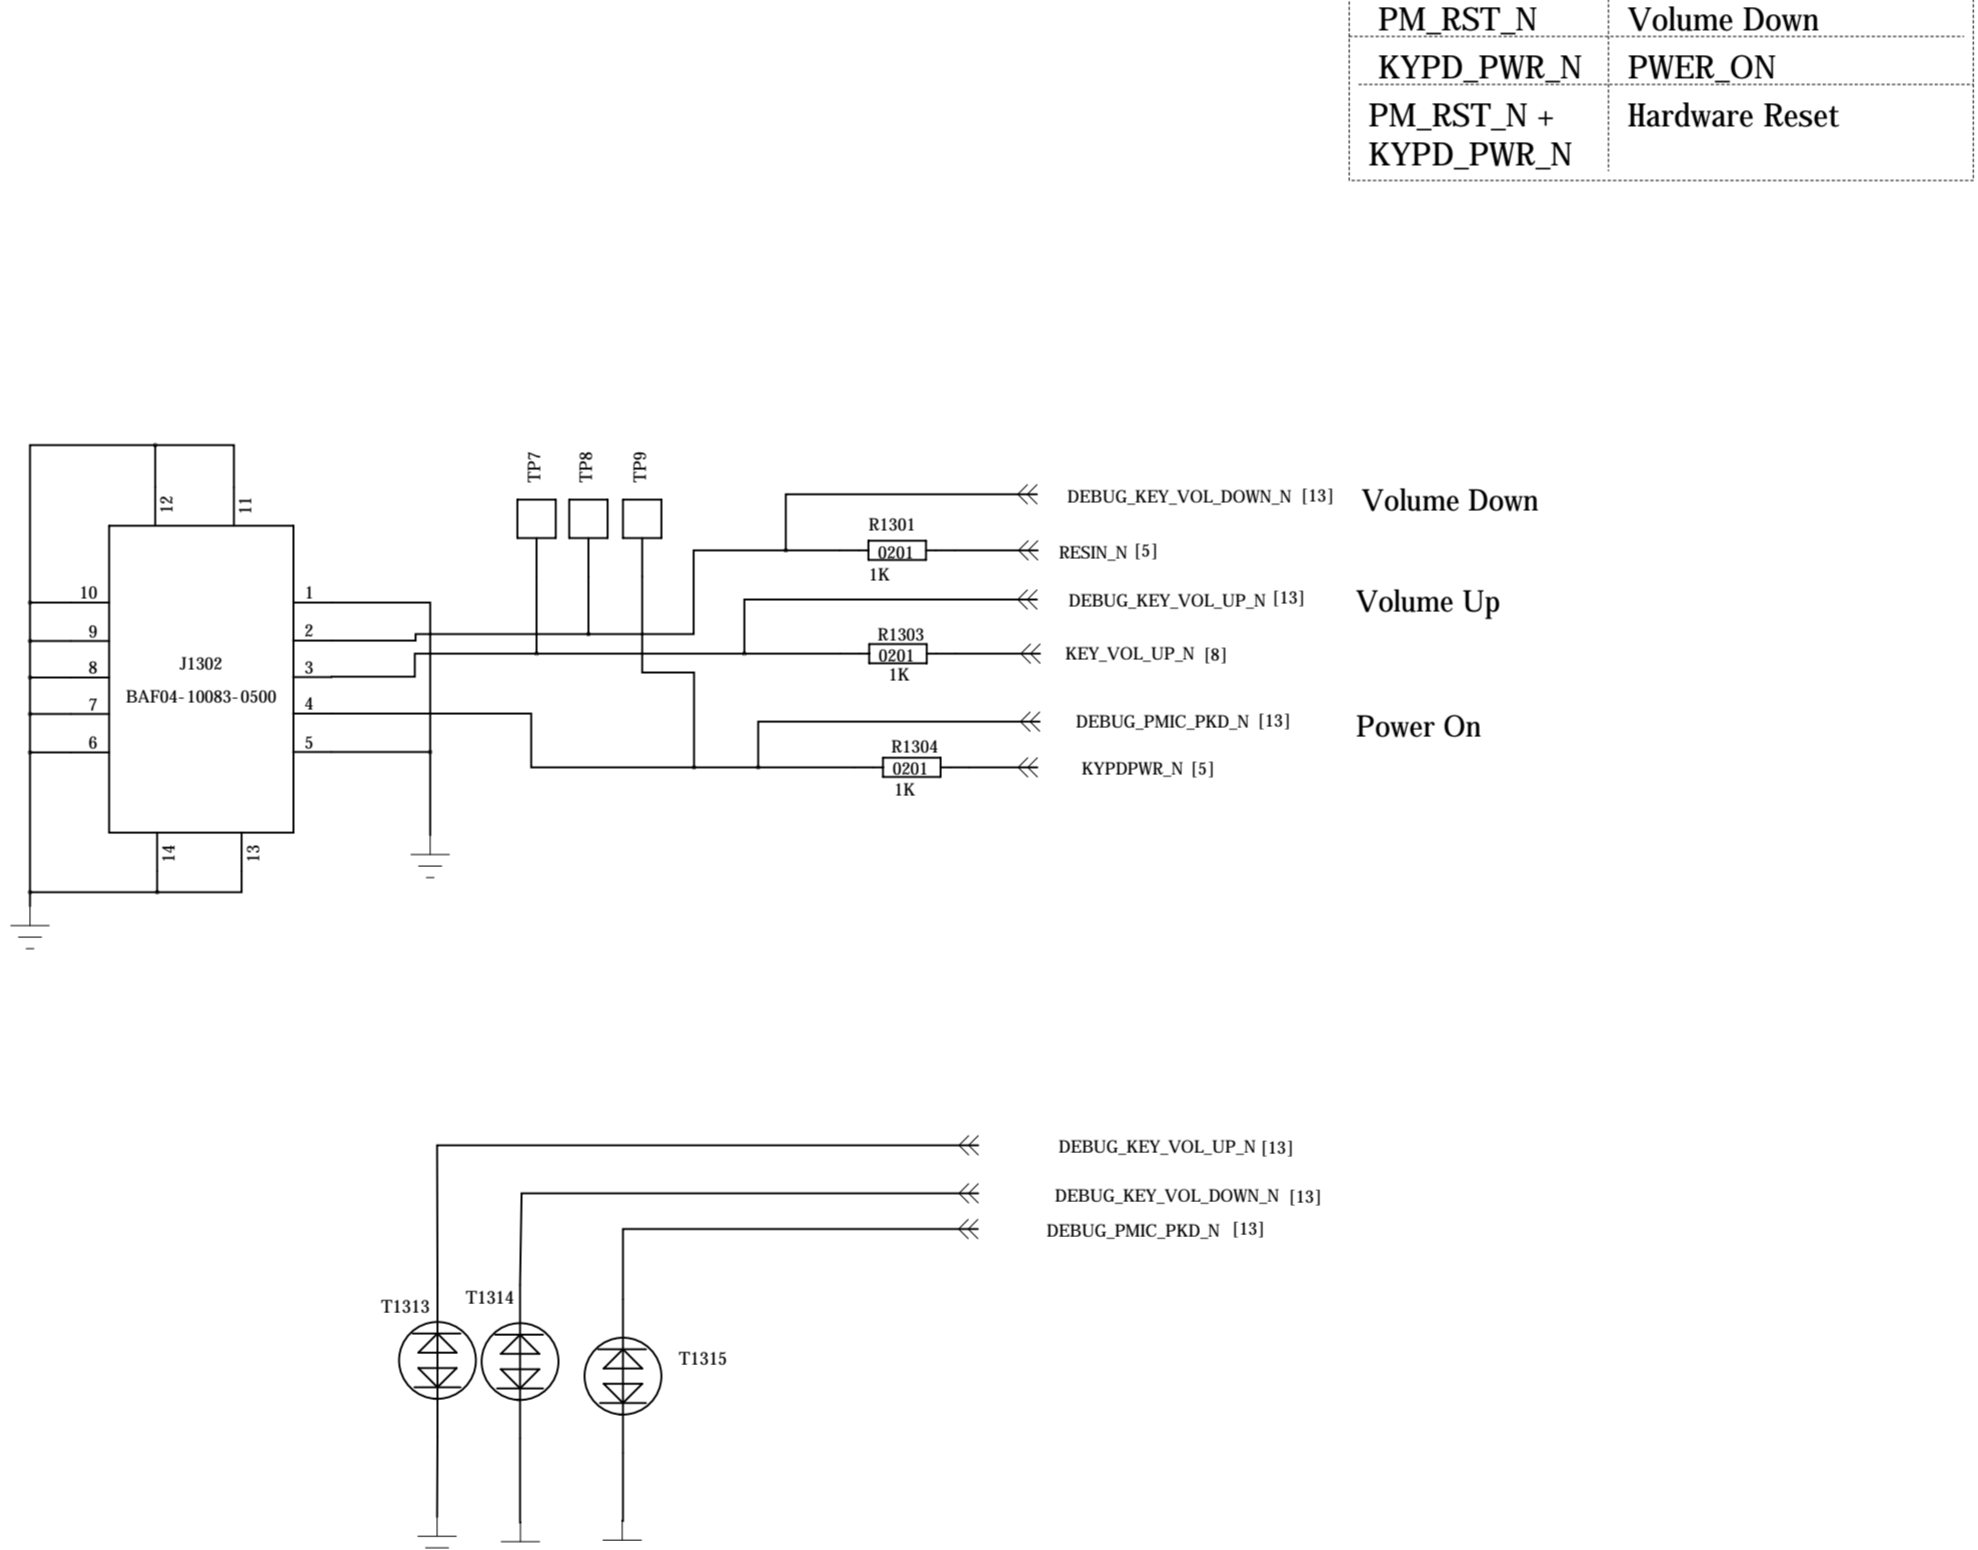 PM_RST_N Volume Down
KYPD_PWR_N PWER_ON
PM_RST_N + Hardware Reset
KYPD_PWR_N
TP7 TP8 TP9
12 11
DEBUG_KEY_VOL_DOWN_N [13] Volume Down
R1301
0201 RESIN_N [5]
1K
10 1
DEBUG_KEY_VOL_UP_N [13] Volume Up
9 2
R1303
0201 KEY_VOL_UP_N [8]
1K
8 J1302 3
BAF04-10083-0500
7 4
DEBUG_PMIC_PKD_N [13] Power On
6 5
R1304
0201 KYPDPWR_N [5]
1K
14 13
DEBUG_KEY_VOL_UP_N [13]
DEBUG_KEY_VOL_DOWN_N [13]
DEBUG_PMIC_PKD_N [13]
T1313 T1314
T1315